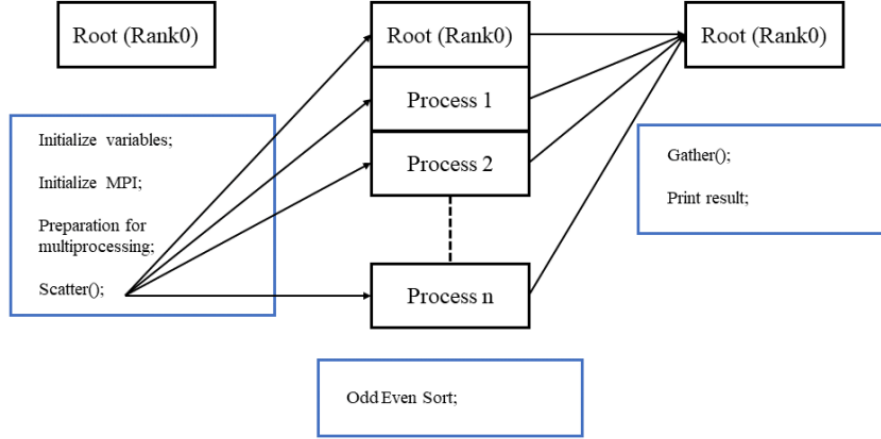 Root (Rank0)
Initialize variables;
Initialize MPI;
Preparation for
multiprocessing;
Scatter();
Root (Rank0)
Process 1
Process 2
Process n
Odd Even Sort;
Root (Rank0)
Gather();
Print result;